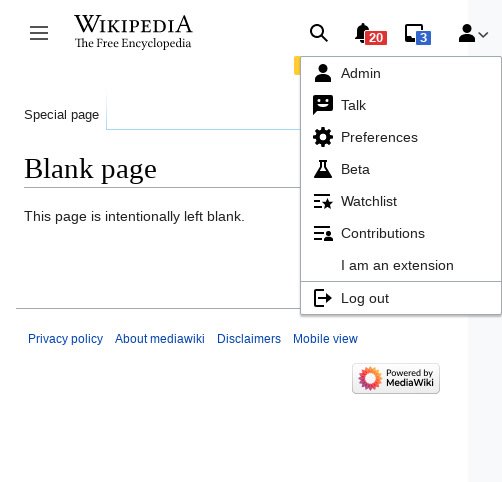 WIKIPEDIA
The Free Encyclopedia
20
3
Admin
Talk
Preferences
Beta
Watchlist
Contributions
I am an extension
Log out
Special page
Blank page
This page is intentionally left blank.
Privacy policy About mediawiki Disclaimers Mobile view
Powered by
MediaWiki